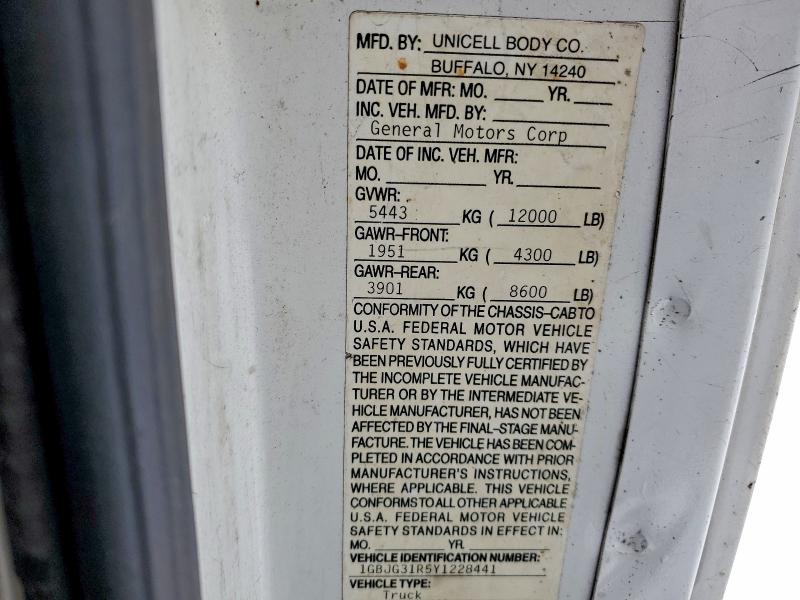 MFD. BY: UNICELL BODY CO.
BUFFALO, NY 14240
DATE OF MFR: MO. YR.
INC. VEH. MFD. BY:
General Motors Corp
DATE OF INC. VEH. MFR:
MO. YR.
GVWR:
5443 KG ( 12000 LB)
GAWR-FRONT:
1951 KG ( 4300 LB)
GAWR-REAR:
3901 KG ( 8600 LB)
CONFORMITY OF THE CHASSIS-CAB TO
U.S.A. FEDERAL MOTOR VEHICLE
SAFETY STANDARDS, WHICH HAVE
BEEN PREVIOUSLY FULLY CERTIFIED BY
THE INCOMPLETE VEHICLE MANUFAC-
TURER OR BY THE INTERMEDIATE VE-
HICLE MANUFACTURER, HAS NOT BEEN
AFFECTED BY THE FINAL-STAGE MANU-
FACTURE. THE VEHICLE HAS BEEN COM-
PLETED IN ACCORDANCE WITH PRIOR
MANUFACTURER'S INSTRUCTIONS,
WHERE APPLICABLE. THIS VEHICLE
CONFORMS TO ALL OTHER APPLICABLE
U.S.A. FEDERAL MOTOR VEHICLE
SAFETY STANDARDS IN EFFECT IN:
MO. YR.
VEHICLE IDENTIFICATION NUMBER:
1GBJG31R5Y1228441
VEHICLE TYPE:
Truck